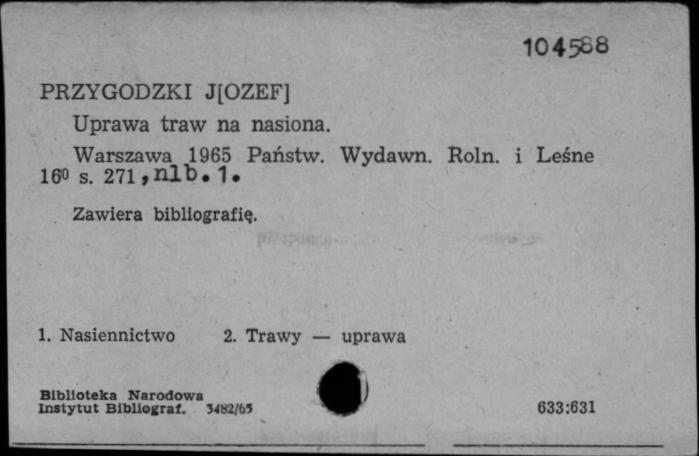 104588
PRZYGODZKI J[OZEF]
Uprawa traw na nasiona.
Warszawa 1965 Państw. Wydawn. Roln. i Leśne
16⁰ s. 271, nlb. 1.
Zawiera bibliografię.
1. Nasiennictwo 2. Trawy — uprawa
Biblioteka Narodowa
Instytut Bibliograf. 3482/65
633:631